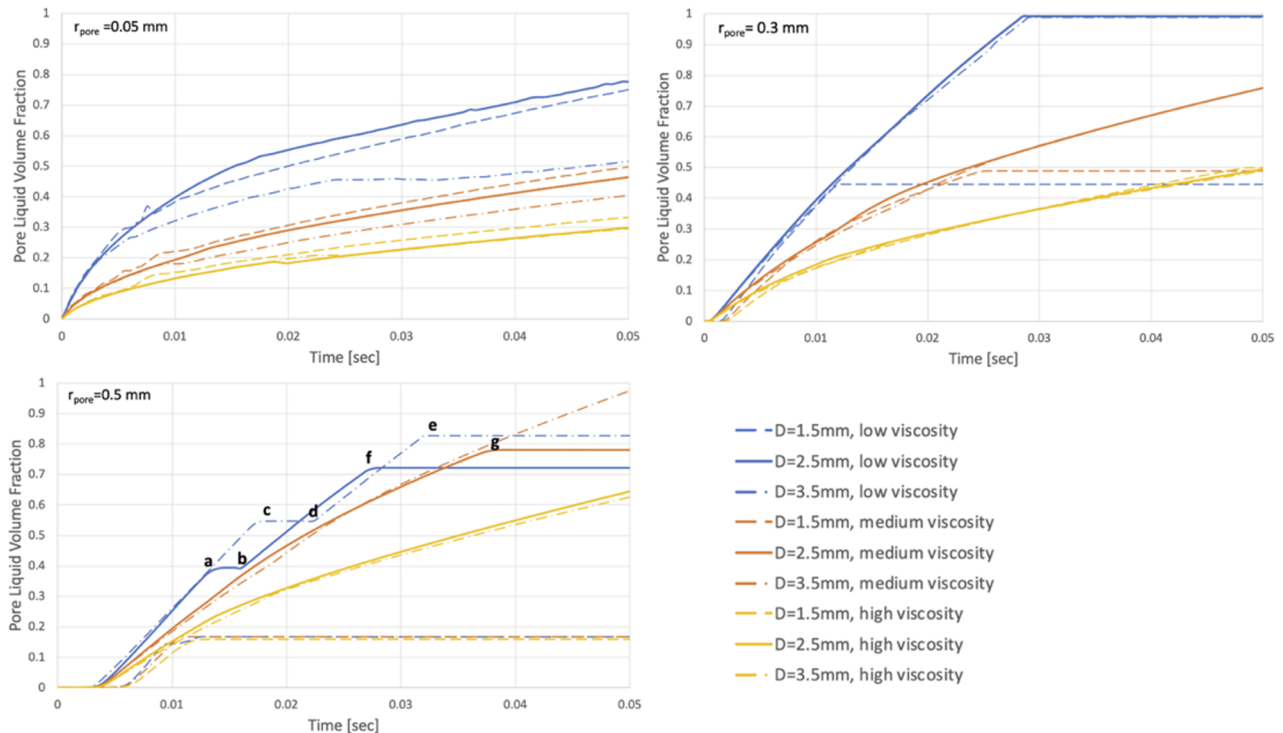 r_pore =0.05 mm
Pore Liquid Volume Fraction
1
0.9
0.8
0.7
0.6
0.5
0.4
0.3
0.2
0.1
0
0 0.01 0.02 0.03 0.04 0.05
Time [sec]
r_pore= 0.3 mm
Pore Liquid Volume Fraction
1
0.9
0.8
0.7
0.6
0.5
0.4
0.3
0.2
0.1
0
0 0.01 0.02 0.03 0.04 0.05
Time [sec]
r_pore=0.5 mm
Pore Liquid Volume Fraction
1
0.9
0.8
0.7
0.6
0.5
0.4
0.3
0.2
0.1
0
a b c d f e g
0 0.01 0.02 0.03 0.04 0.05
Time [sec]
D=1.5mm, low viscosity
D=2.5mm, low viscosity
D=3.5mm, low viscosity
D=1.5mm, medium viscosity
D=2.5mm, medium viscosity
D=3.5mm, medium viscosity
D=1.5mm, high viscosity
D=2.5mm, high viscosity
D=3.5mm, high viscosity